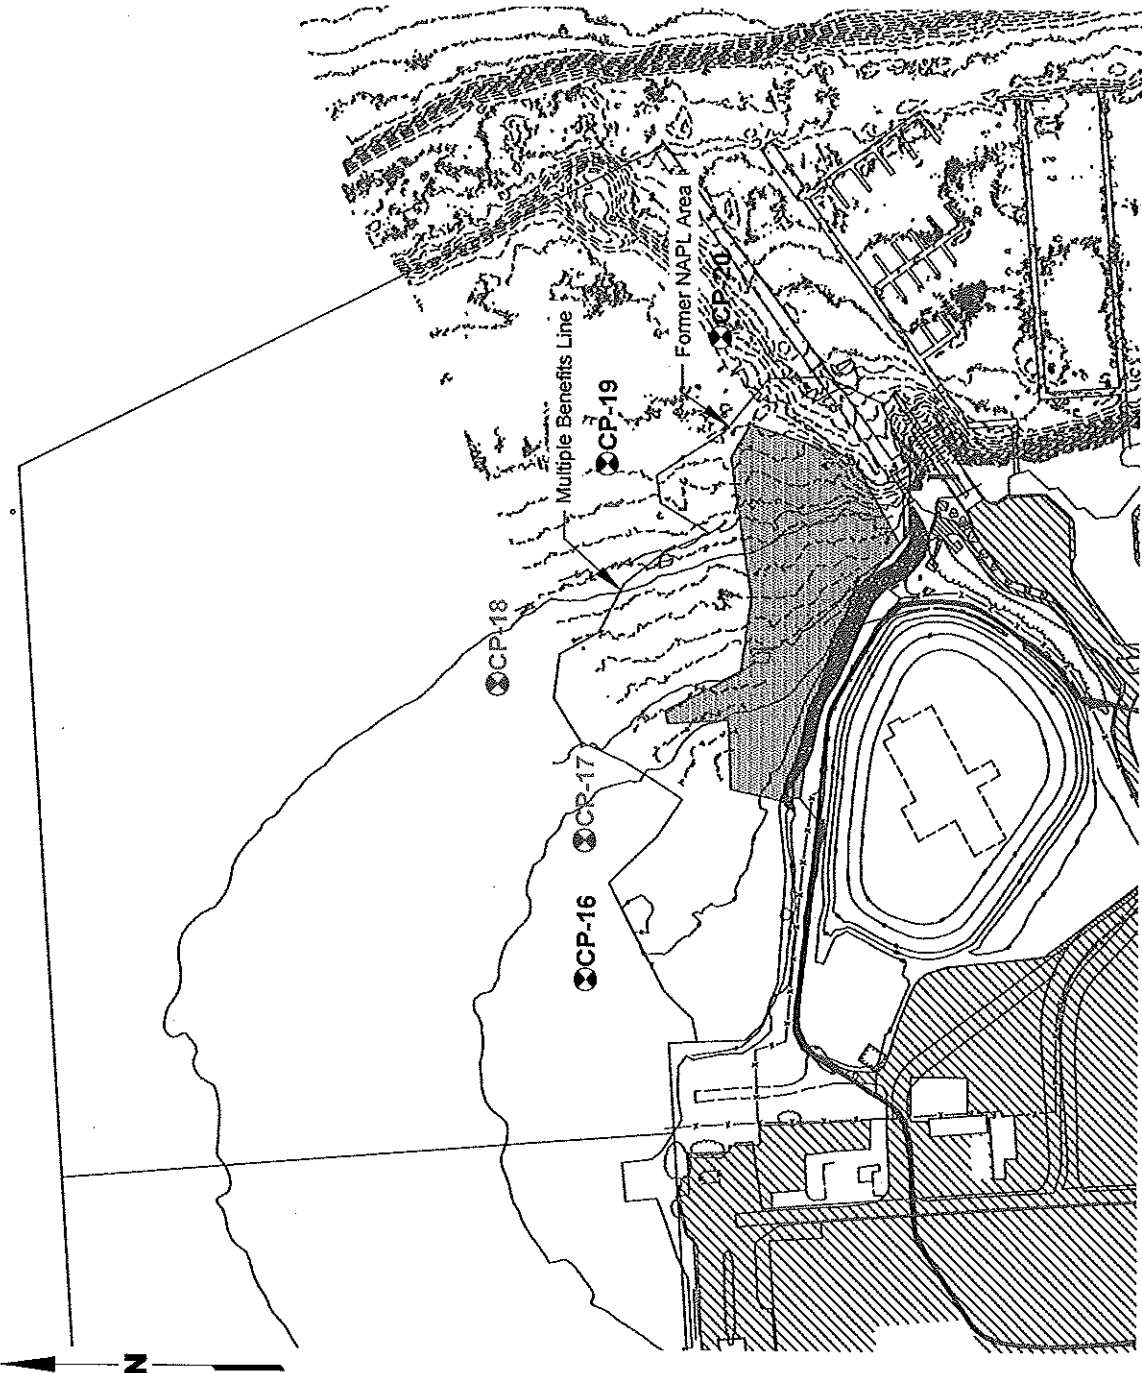 Multiple Benefits Line
Former NAPL Area
CP-20
CP-19
CP-18
CP-17
CP-16
N